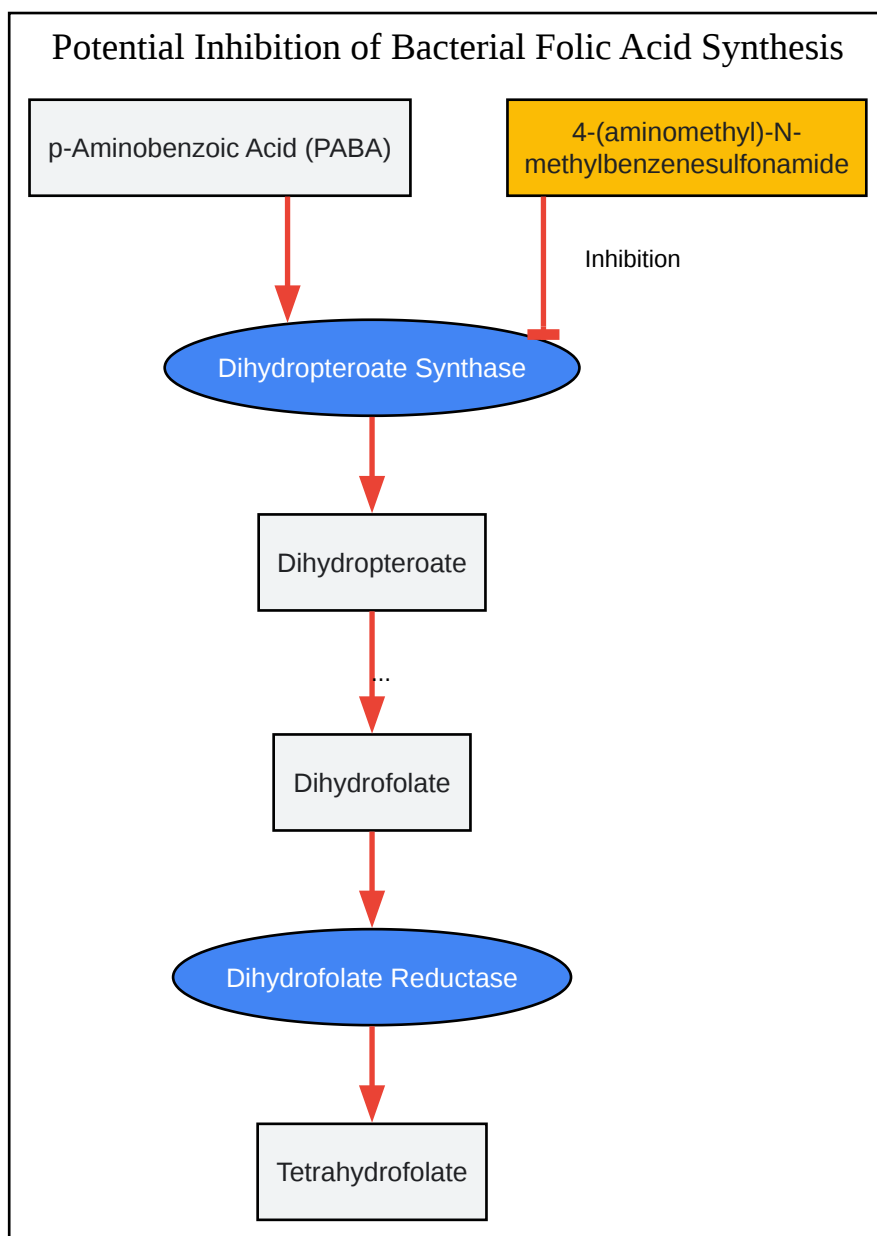 Potential Inhibition of Bacterial Folic Acid Synthesis
p-Aminobenzoic Acid (PABA)
4-(aminomethyl)-N-
methylbenzenesulfonamide
Inhibition
Dihydropteroate Synthase
Dihydropteroate
...
Dihydrofolate
Dihydrofolate Reductase
Tetrahydrofolate